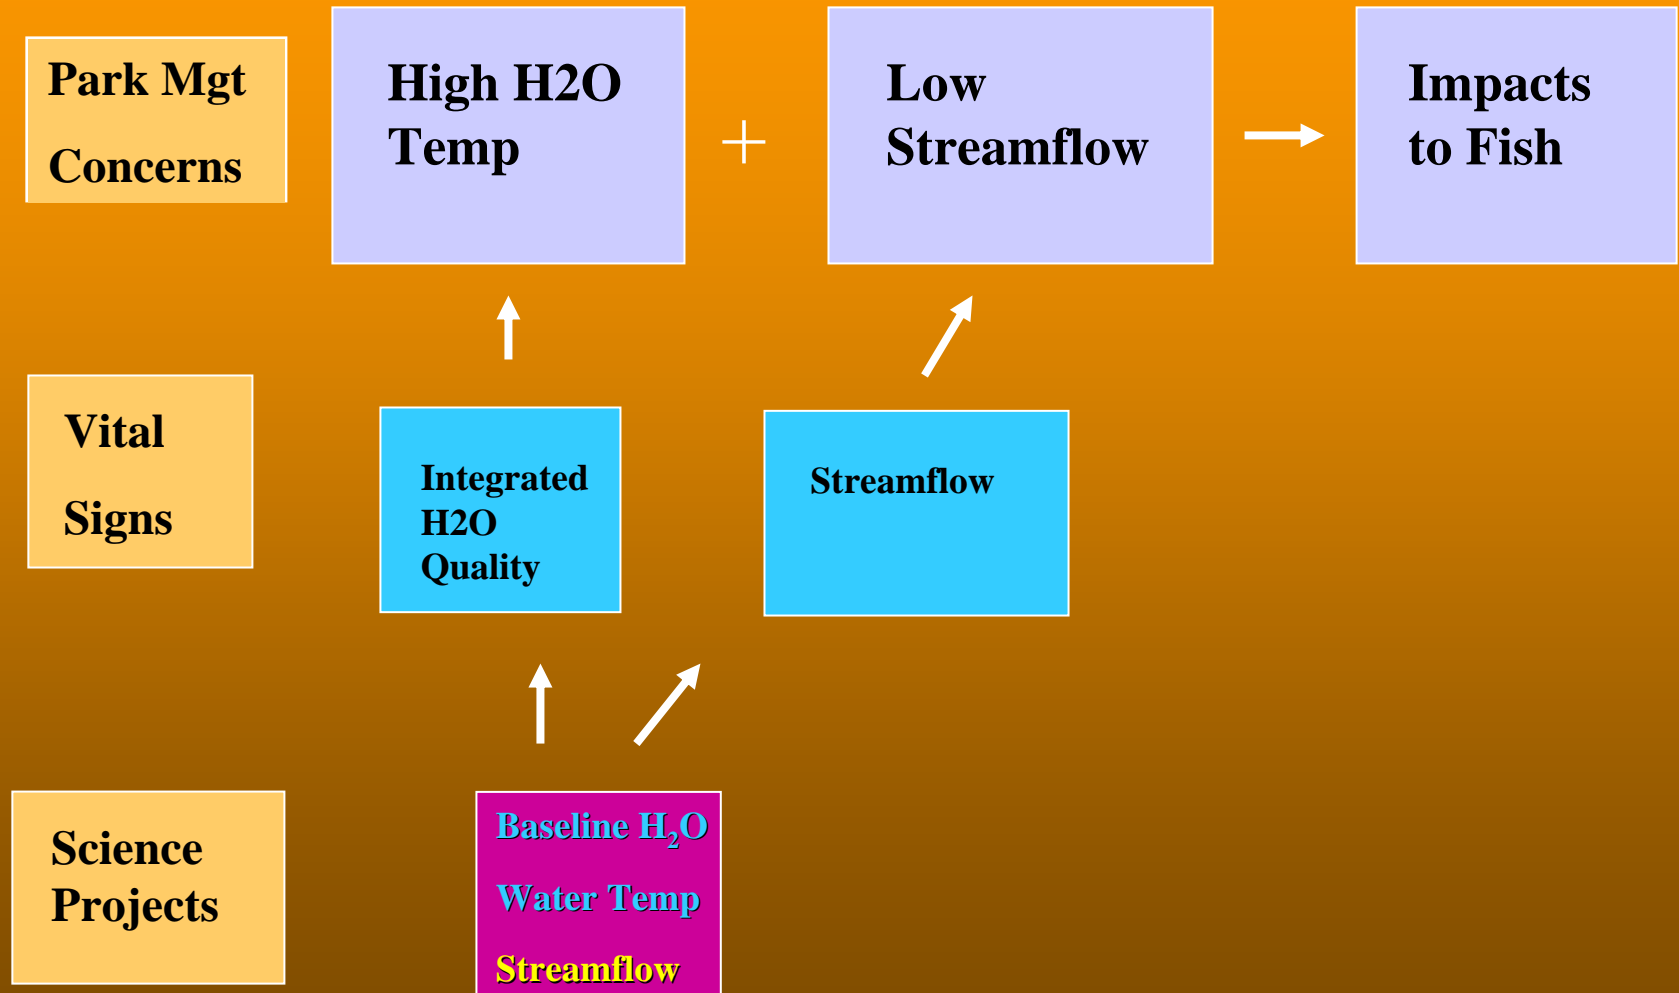 Park Mgt
Concerns
High H2O
Temp
+
Low
Streamflow
Impacts
to Fish
Vital
Signs
Integrated
H2O
Quality
Streamflow
Science
Projects
Baseline H₂O
Water Temp
Streamflow